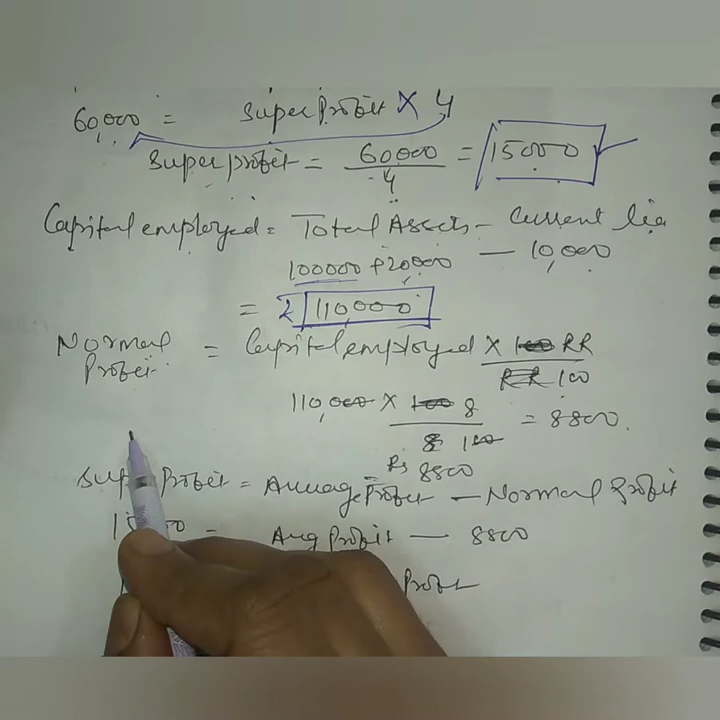 60,000 = Super Profit X 4
Super profit = 60000 = 15000
4
Capital employed = Total Assets - Current lia
100000 + 20000 - 10,000
= 110000
Normal Profit = Capital employed X RR
100
110,000 X 8 = 8800.
100
Rs 8800
Super Profit = Average Profit - Normal Profit
= Avg Profit - 8800
Profit